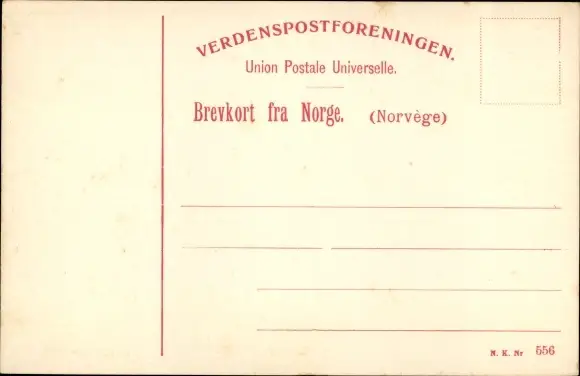 VERDENSPOSTFORENINGEN.
Union Postale Universelle.
Brevkort fra Norge. (Norvège)
N. K. Nr 556